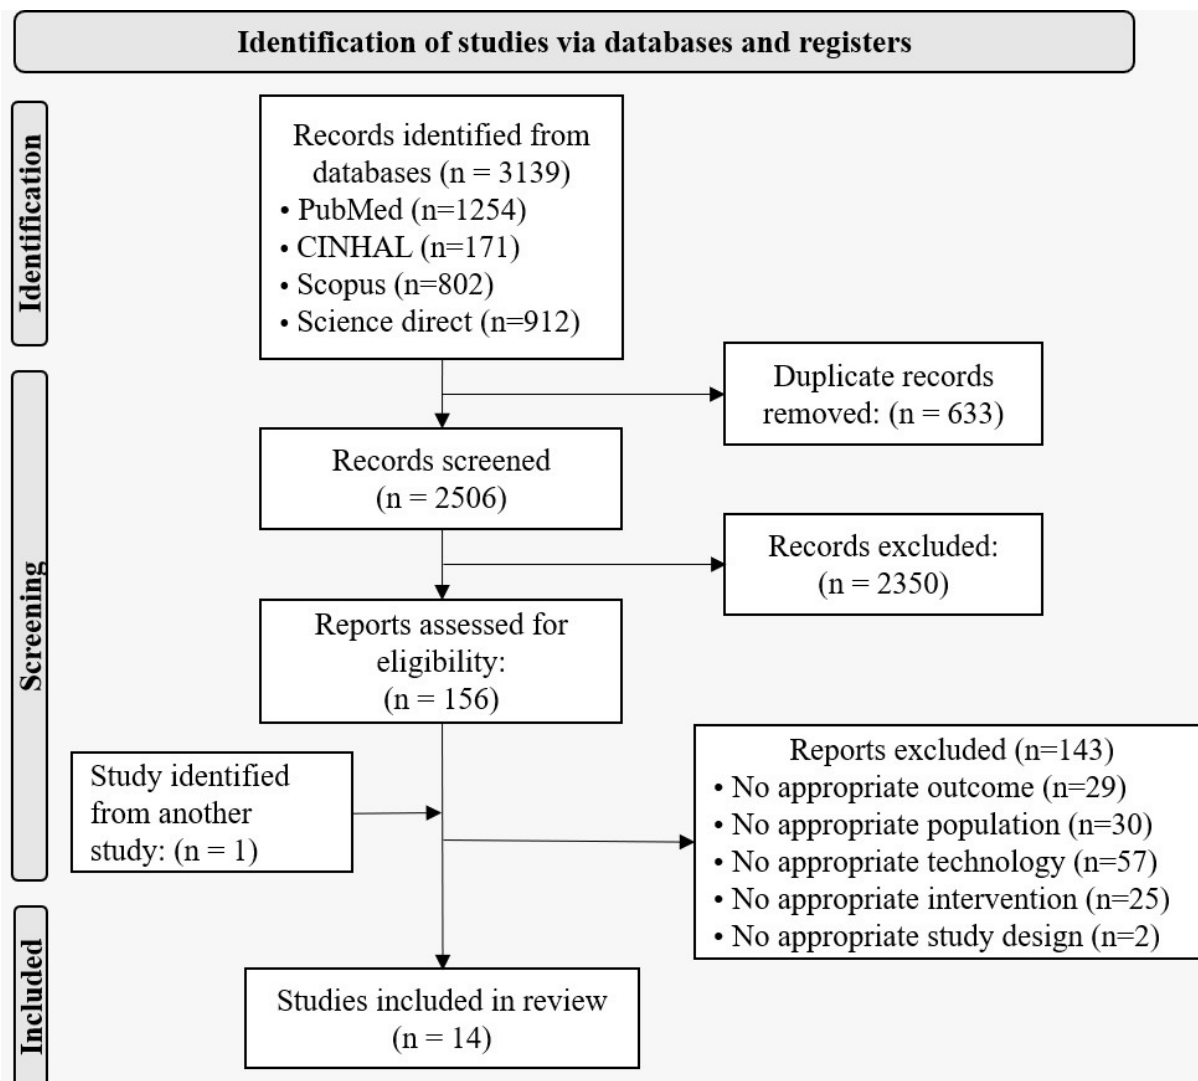 Identification of studies via databases and registers
Identification
Records identified from
databases (n = 3139)
• PubMed (n=1254)
• CINHAL (n=171)
• Scopus (n=802)
• Science direct (n=912)
Duplicate records
removed: (n = 633)
Screening
Records screened
(n = 2506)
Records excluded:
(n = 2350)
Reports assessed for
eligibility:
(n = 156)
Study identified
from another
study: (n = 1)
Reports excluded (n=143)
• No appropriate outcome (n=29)
• No appropriate population (n=30)
• No appropriate technology (n=57)
• No appropriate intervention (n=25)
• No appropriate study design (n=2)
Included
Studies included in review
(n = 14)